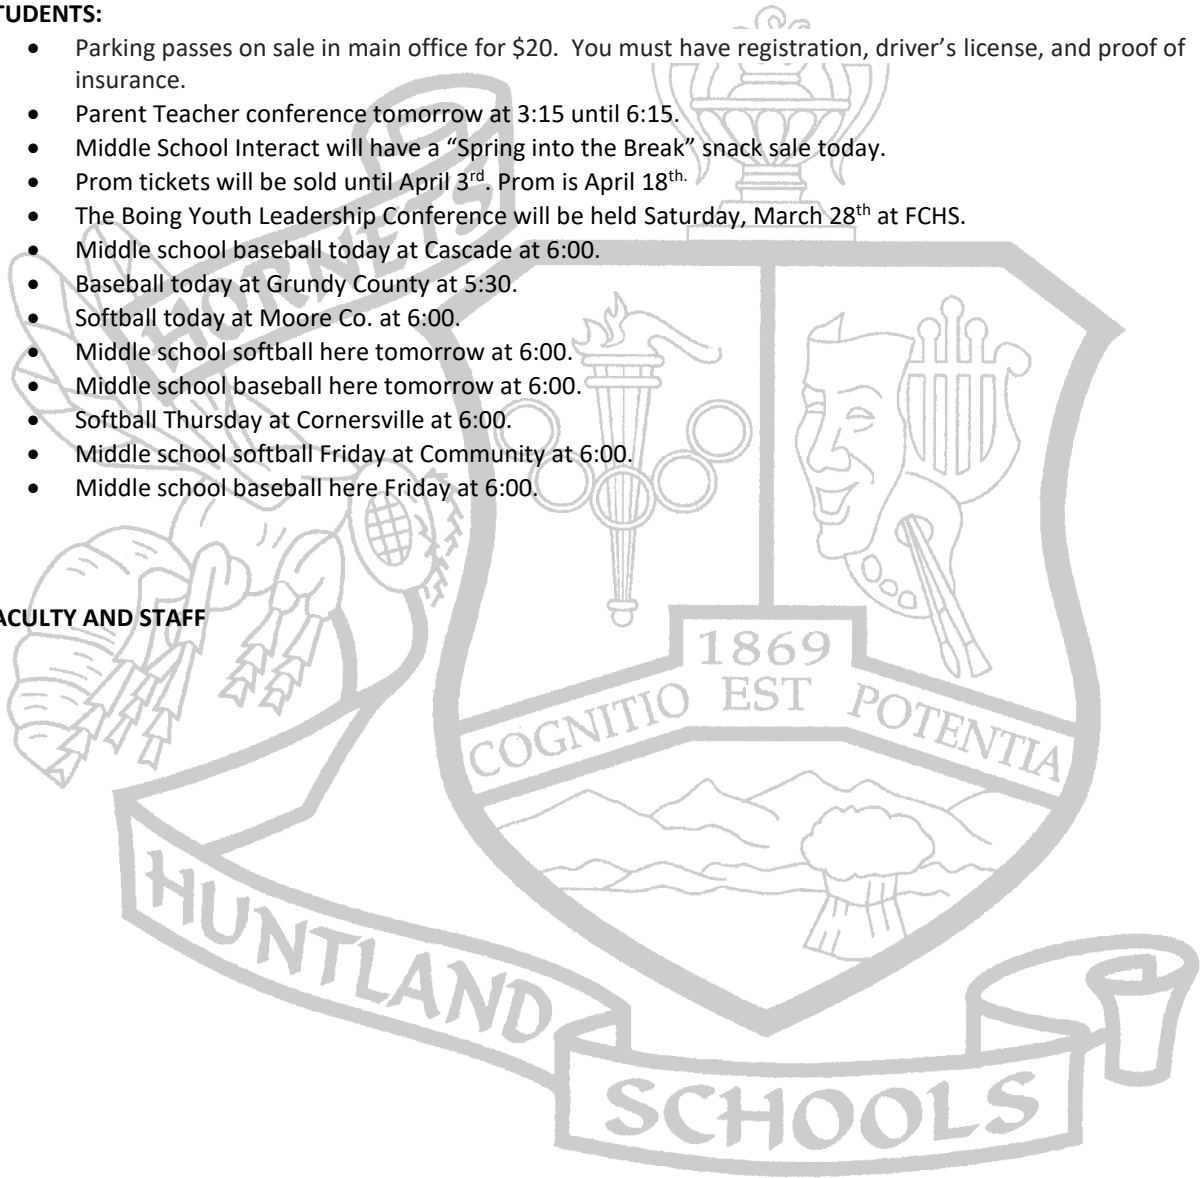 TUDENTS:
• Parking passes on sale in main office for $20. You must have registration, driver’s license, and proof of
insurance.
• Parent Teacher conference tomorrow at 3:15 until 6:15.
• Middle School Interact will have a “Spring into the Break” snack sale today.
• Prom tickets will be sold until April 3rd. Prom is April 18th.
• The Boing Youth Leadership Conference will be held Saturday, March 28th at FCHS.
• Middle school baseball today at Cascade at 6:00.
• Baseball today at Grundy County at 5:30.
• Softball today at Moore Co. at 6:00.
• Middle school softball here tomorrow at 6:00.
• Middle school baseball here tomorrow at 6:00.
• Softball Thursday at Cornersville at 6:00.
• Middle school softball Friday at Community at 6:00.
• Middle school baseball here Friday at 6:00.
ACULTY AND STAFF
HORNETS
1869
COGNITIO EST POTENTIA
HUNTLAND
SCHOOLS